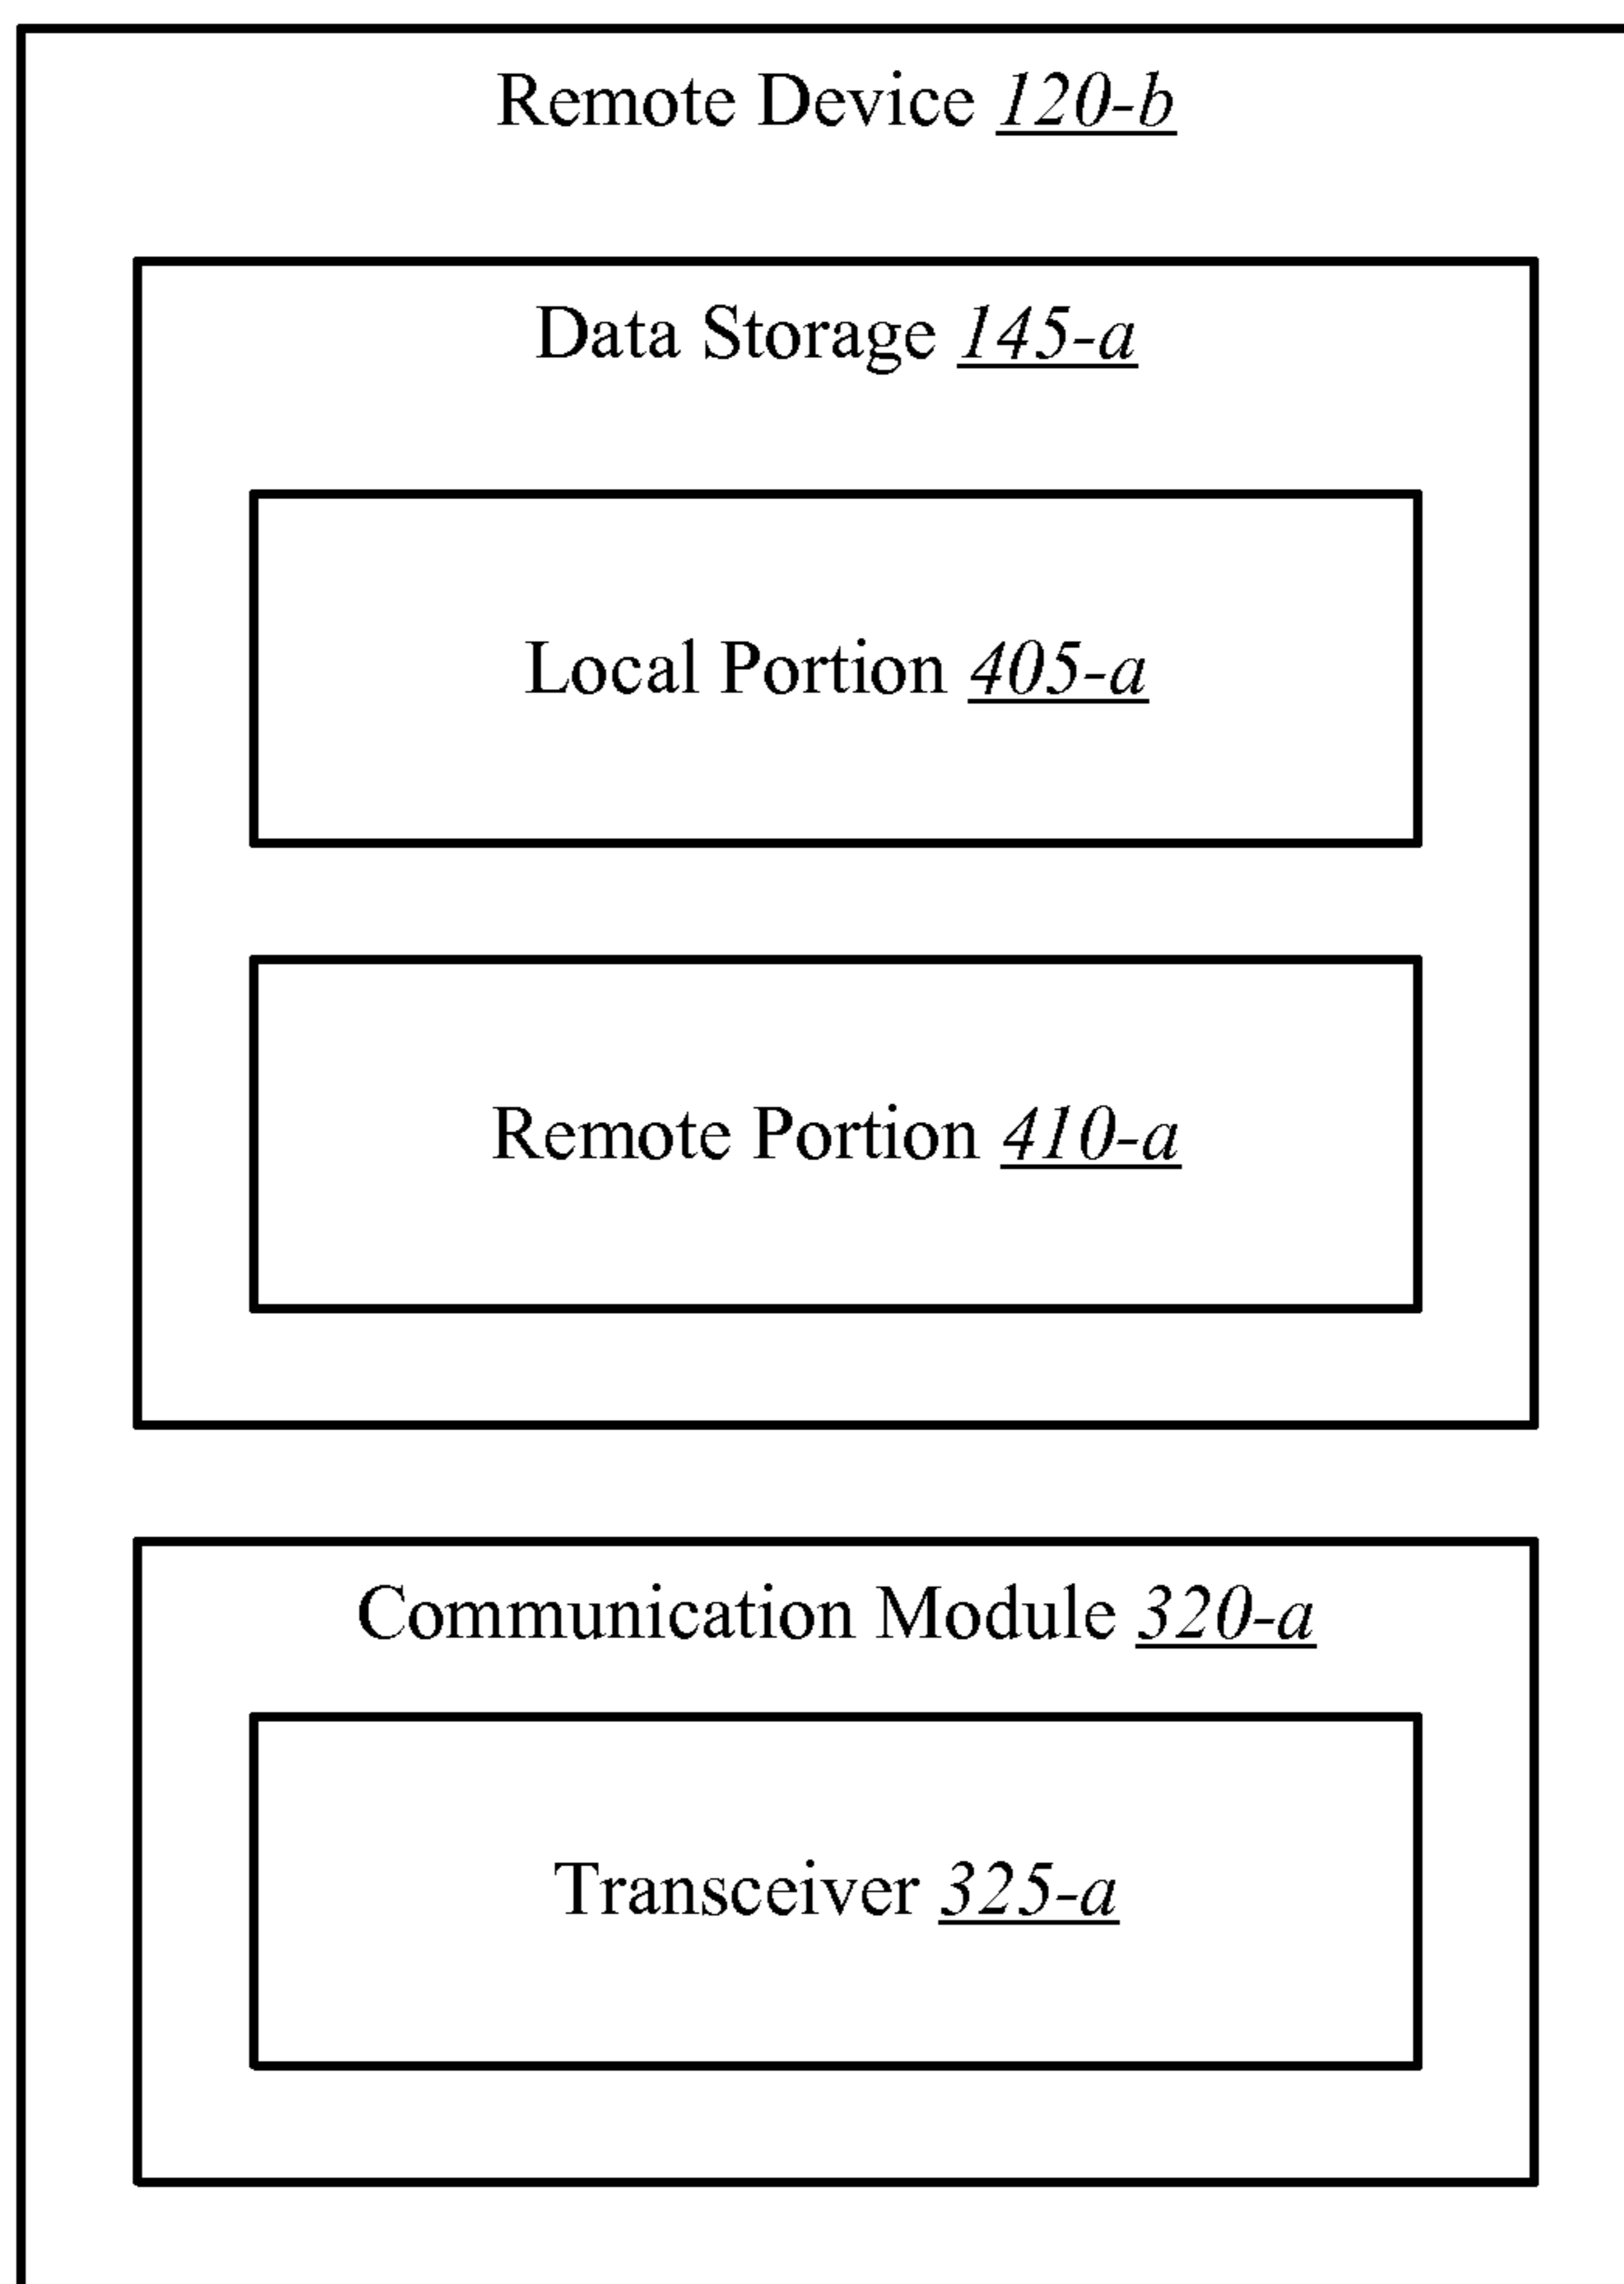 Remote Device 120-b
Data Storage 145-a
Local Portion 405-a
Remote Portion 410-a
Communication Module 320-a
Transceiver 325-a